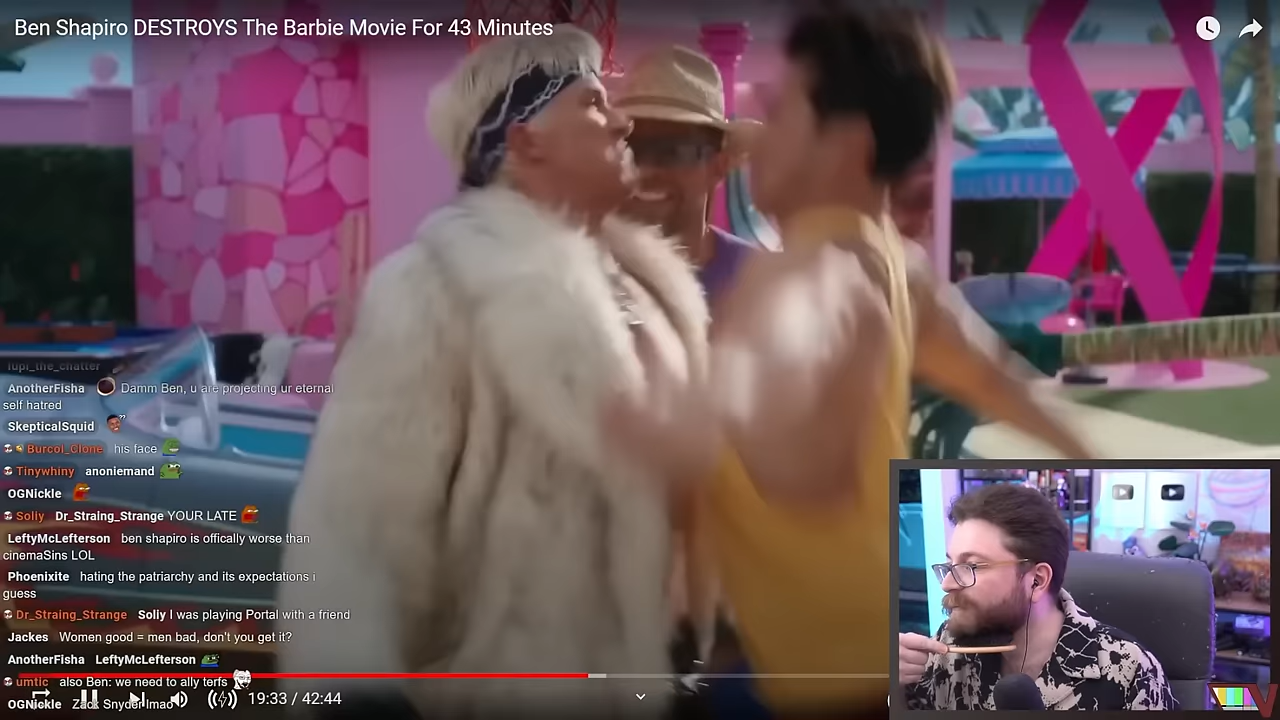 Ben Shapiro DESTROYS The Barbie Movie For 43 Minutes
lupi_the_chatter
AnotherFisha Damm Ben, u are projecting ur eternal
self hatred
SkepticalSquid
Burcol_Clone his face
Tinywhiny anoniemand
OGNickle
Solly Dr_Straing_Strange YOUR LATE
LeftyMcLefferson ben shapiro is offically worse than
cinemaSins LOL
Phoenixite hating the patriarchy and its expectations i
guess
Dr_Straing_Strange Solly I was playing Portal with a friend
Jackes Women good = men bad, don't you get it?
AnotherFisha LeftyMcLefterson
umtic also Ben: we need to ally terfs
OGNickle Zack Snyder lmao
19:33 / 42:44
TV